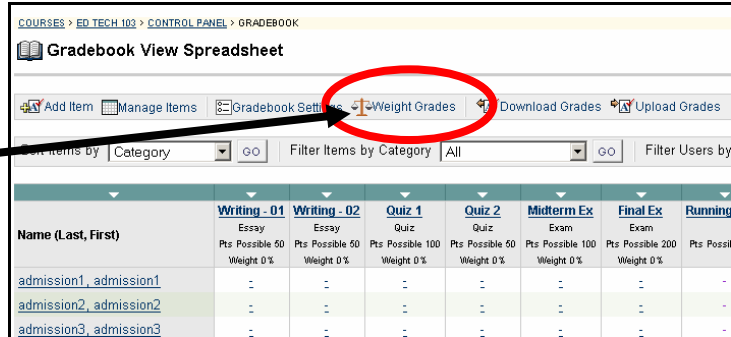 COURSES > ED TECH 103 > CONTROL PANEL > GRADEBOOK
Gradebook View Spreadsheet
Add Item Manage Items Gradebook Settings Weight Grades Download Grades Upload Grades
Items by Category GO Filter Items by Category All GO Filter Users by
Writing - 01 Writing - 02 Quiz 1 Quiz 2 Midterm Ex Final Ex Running
Name (Last, First) Essay Essay Quiz Quiz Exam Exam
Pts Possible 50 Pts Possible 50 Pts Possible 100 Pts Possible 50 Pts Possible 100 Pts Possible 200 Pts
Weight 0% Weight 0% Weight 0% Weight 0% Weight 0% Weight 0%
admission1, admission1 - - - - - - -
admission2, admission2 - - - - - - -
admission3, admission3 - - - - - - -